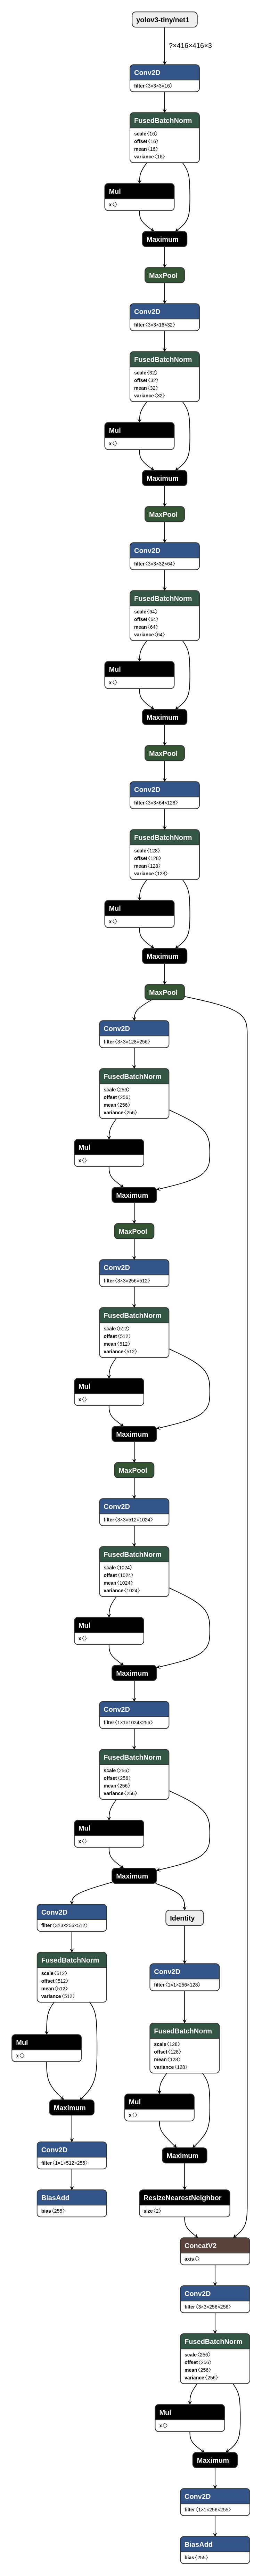 yolov3-tiny/net1
?×416×416×3
Conv2D
filter ⟨3×3×3×16⟩
FusedBatchNorm
scale ⟨16⟩
offset ⟨16⟩
mean ⟨16⟩
variance ⟨16⟩
Mul
x ⟨⟩
Maximum
MaxPool
Conv2D
filter ⟨3×3×16×32⟩
FusedBatchNorm
scale ⟨32⟩
offset ⟨32⟩
mean ⟨32⟩
variance ⟨32⟩
Mul
x ⟨⟩
Maximum
MaxPool
Conv2D
filter ⟨3×3×32×64⟩
FusedBatchNorm
scale ⟨64⟩
offset ⟨64⟩
mean ⟨64⟩
variance ⟨64⟩
Mul
x ⟨⟩
Maximum
MaxPool
Conv2D
filter ⟨3×3×64×128⟩
FusedBatchNorm
scale ⟨128⟩
offset ⟨128⟩
mean ⟨128⟩
variance ⟨128⟩
Mul
x ⟨⟩
Maximum
MaxPool
Conv2D
filter ⟨3×3×128×256⟩
FusedBatchNorm
scale ⟨256⟩
offset ⟨256⟩
mean ⟨256⟩
variance ⟨256⟩
Mul
x ⟨⟩
Maximum
MaxPool
Conv2D
filter ⟨3×3×256×512⟩
FusedBatchNorm
scale ⟨512⟩
offset ⟨512⟩
mean ⟨512⟩
variance ⟨512⟩
Mul
x ⟨⟩
Maximum
MaxPool
Conv2D
filter ⟨3×3×512×1024⟩
FusedBatchNorm
scale ⟨1024⟩
offset ⟨1024⟩
mean ⟨1024⟩
variance ⟨1024⟩
Mul
x ⟨⟩
Maximum
Conv2D
filter ⟨1×1×1024×256⟩
FusedBatchNorm
scale ⟨256⟩
offset ⟨256⟩
mean ⟨256⟩
variance ⟨256⟩
Mul
x ⟨⟩
Maximum
Conv2D
filter ⟨3×3×256×512⟩
FusedBatchNorm
scale ⟨512⟩
offset ⟨512⟩
mean ⟨512⟩
variance ⟨512⟩
Mul
x ⟨⟩
Maximum
Conv2D
filter ⟨1×1×512×255⟩
BiasAdd
bias ⟨255⟩
Identity
Conv2D
filter ⟨1×1×256×128⟩
FusedBatchNorm
scale ⟨128⟩
offset ⟨128⟩
mean ⟨128⟩
variance ⟨128⟩
Mul
x ⟨⟩
Maximum
ResizeNearestNeighbor
size ⟨2⟩
ConcatV2
axis ⟨⟩
Conv2D
filter ⟨3×3×256×256⟩
FusedBatchNorm
scale ⟨256⟩
offset ⟨256⟩
mean ⟨256⟩
variance ⟨256⟩
Mul
x ⟨⟩
Maximum
Conv2D
filter ⟨1×1×256×255⟩
BiasAdd
bias ⟨255⟩